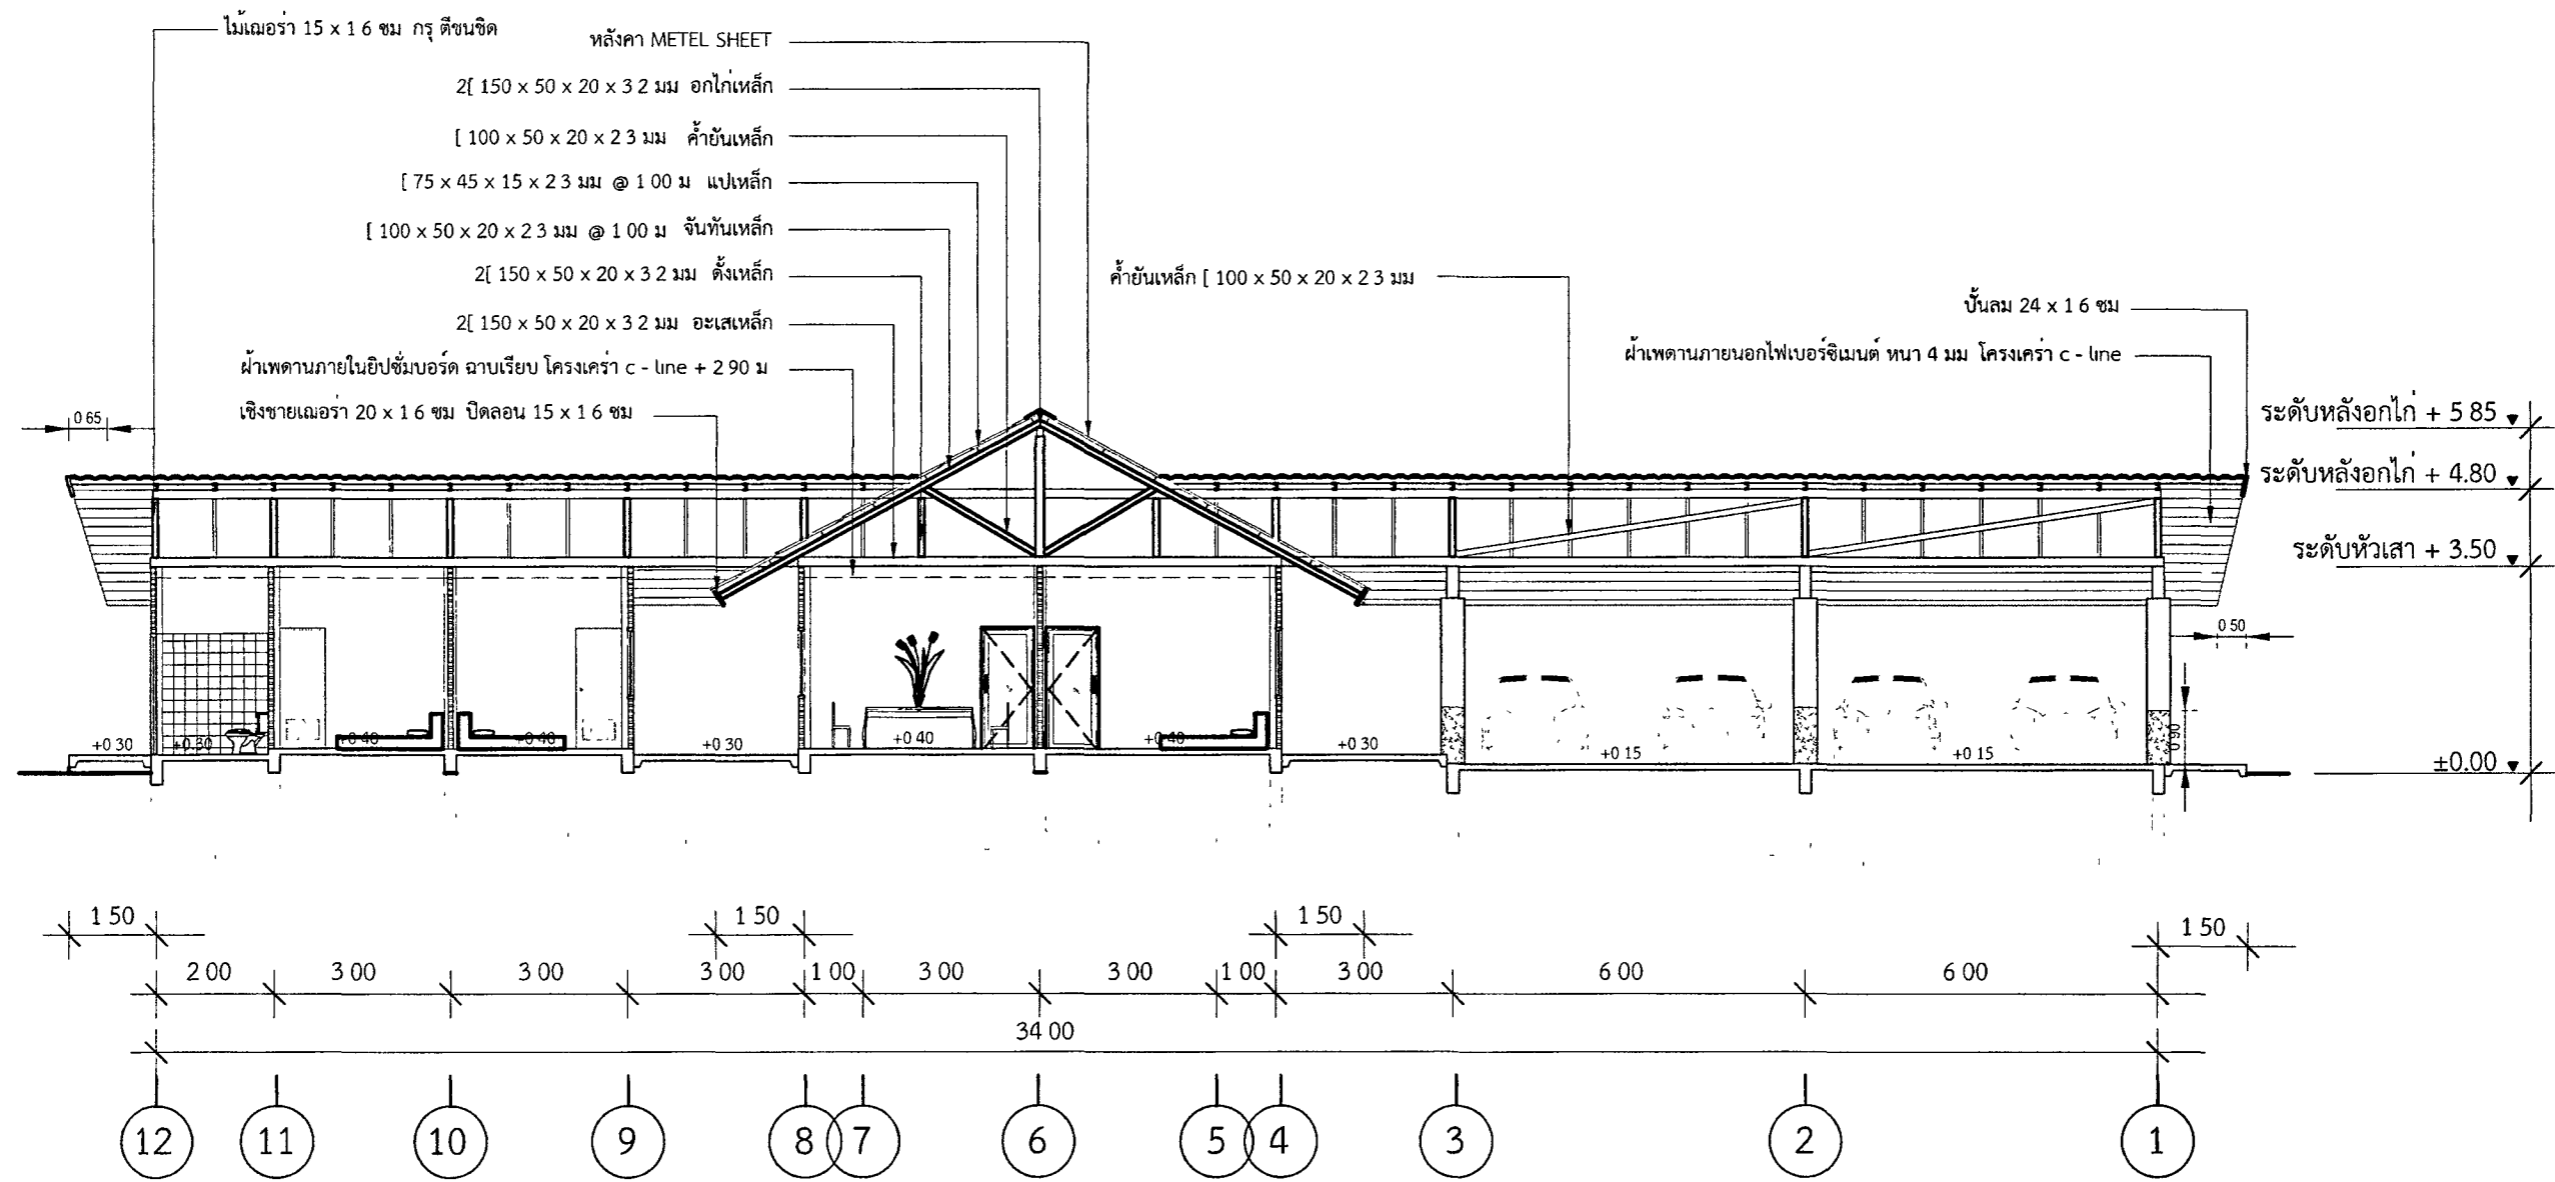 ไม้เฌอร่า 15 x 1 6 ซม กรุ ตีชนชิด
หลังคา METEL SHEET
2[ 150 x 50 x 20 x 3 2 มม อกไก่เหล็ก
[ 100 x 50 x 20 x 2 3 มม ค้ำยันเหล็ก
[ 75 x 45 x 15 x 2 3 มม @ 1 00 ม แปเหล็ก
[ 100 x 50 x 20 x 2 3 มม @ 1 00 ม จันทันเหล็ก
2[ 150 x 50 x 20 x 3 2 มม ดั้งเหล็ก
2[ 150 x 50 x 20 x 3 2 มม อะเสเหล็ก
ฝ้าเพดานภายในยิปซั่มบอร์ด ฉาบเรียบ โครงเคร่า c - line + 2 90 ม
เชิงชายเฌอร่า 20 x 1 6 ซม ปิดลอน 15 x 1 6 ซม
ค้ำยันเหล็ก [ 100 x 50 x 20 x 2 3 มม
ปั้นลม 24 x 1 6 ซม
ฝ้าเพดานภายนอกไฟเบอร์ซิเมนต์ หนา 4 มม โครงเคร่า c - line
0 65
ระดับหลังอกไก่ + 5 85
ระดับหลังอกไก่ + 4.80
ระดับหัวเสา + 3.50
0 50
0 90
+0 30 +0 30 +0 40 +0 40 +0 30 +0 40 +0 40 +0 30 +0 15 +0 15
±0.00
1 50 1 50 1 50 1 50
2 00 3 00 3 00 3 00 1 00 3 00 3 00 1 00 3 00 6 00 6 00
34 00
12 11 10 9 8 7 6 5 4 3 2 1